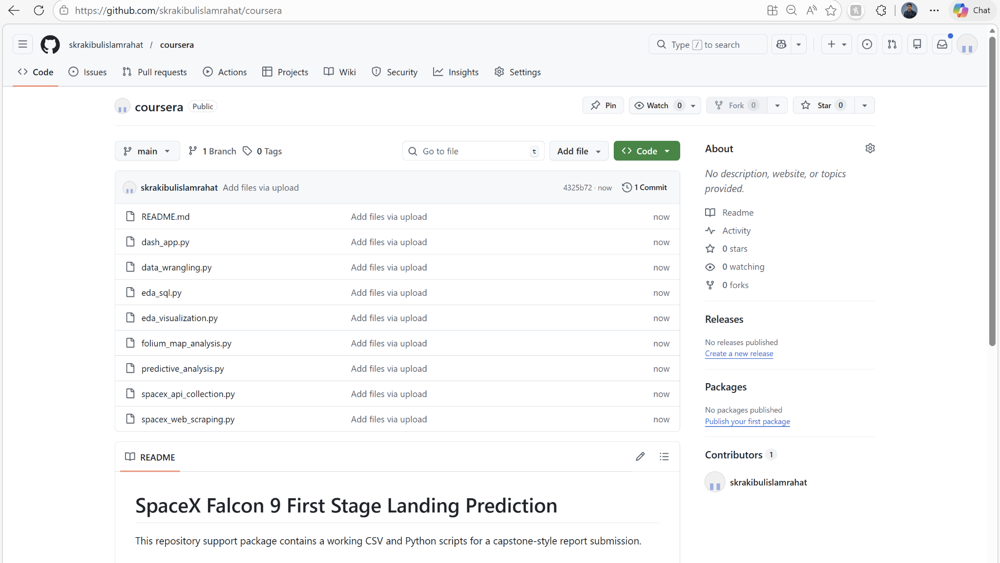 https://github.com/skrakibulislamrahat/coursera
Chat
skrakibulislamrahat / coursera
Type / to search
Code
Issues
Pull requests
Actions
Projects
Wiki
Security
Insights
Settings
coursera Public
Pin
Watch 0
Fork 0
Star 0
main
1 Branch
0 Tags
Go to file t
Add file
Code
skrakibulislamrahat Add files via upload 4325b72 · now 1 Commit
README.md Add files via upload now
dash_app.py Add files via upload now
data_wrangling.py Add files via upload now
eda_sql.py Add files via upload now
eda_visualization.py Add files via upload now
folium_map_analysis.py Add files via upload now
predictive_analysis.py Add files via upload now
spacex_api_collection.py Add files via upload now
spacex_web_scraping.py Add files via upload now
README
SpaceX Falcon 9 First Stage Landing Prediction
This repository support package contains a working CSV and Python scripts for a capstone-style report submission.
About
No description, website, or topics
provided.
Readme
Activity
0 stars
0 watching
0 forks
Releases
No releases published
Create a new release
Packages
No packages published
Publish your first package
Contributors 1
skrakibulislamrahat